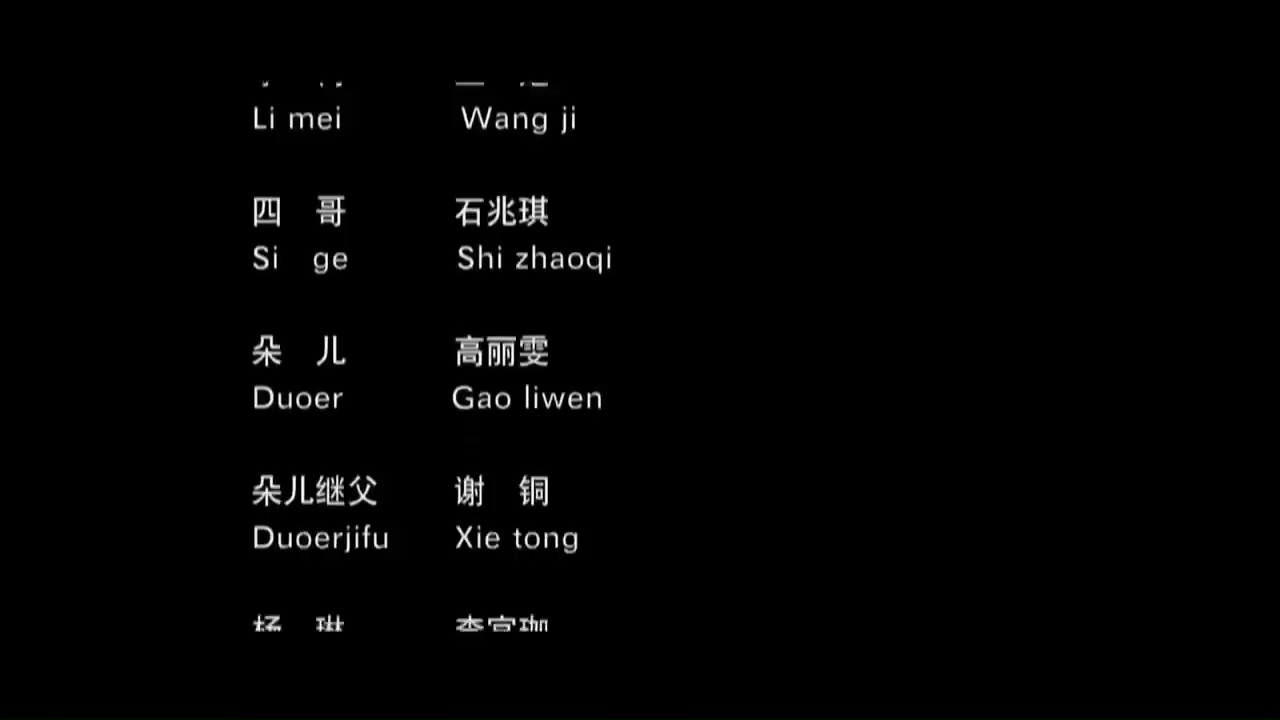 Li mei Wang ji
四 哥 石兆琪
Si ge Shi zhaoqi
朵 儿 高丽雯
Duoer Gao liwen
朵儿继父 谢 铜
Duoerjifu Xie tong